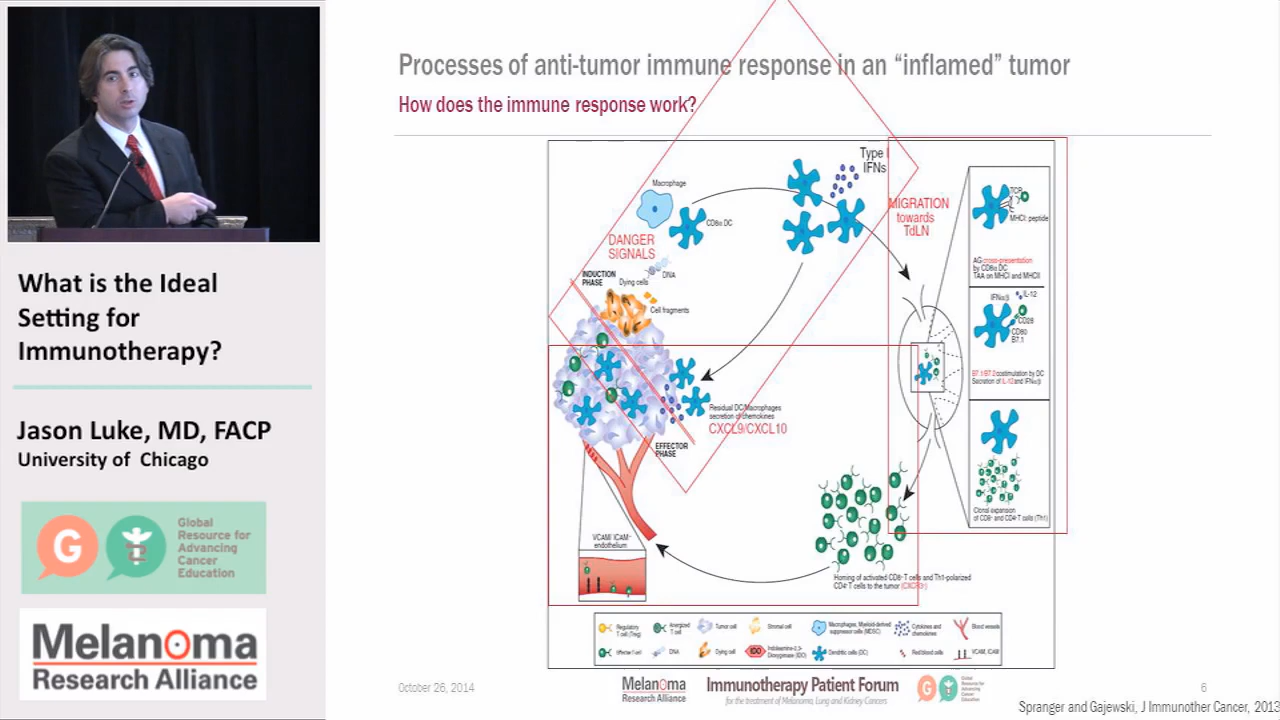 What is the Ideal
Setting for
Immunotherapy?
Jason Luke, MD, FACP
University of Chicago
G
Global
Resource for
Advancing
Cancer
Education
Melanoma
Research Alliance
Processes of anti-tumor immune response in an “inflamed” tumor
How does the immune response work?
Type I
IFNs
Macrophage
CD8α DC
DANGER
SIGNALS
INDUCTION
PHASE
Dying cells
DNA
Cell fragments
MIGRATION
towards
TdLN
TCR
MHCI: peptide
AG cross-presentation
by CD8α DC
TAA on MHCI and MHCII
IFNα/β
IL-12
CD28
CD80
B7.1
B7.1/B7.2 costimulation by DC
Secretion of IL-12 and IFNα/β
Clonal expansion
of CD8+ and CD4+ T cells (Th1)
Residual DC/Macrophages
secretion of chemokines
CXCL9/CXCL10
EFFECTOR
PHASE
VCAM/ ICAM-
endothelium
Homing of activated CD8+ T cells and Th1-polarized
CD4+ T cells to the tumor
Regulatory
T cell (Treg)
Anergized
T cell
Tumor cell
Stromal cell
Macrophages, Myeloid-derived
suppressor cells (MDSC)
Cytokines and
chemokines
Blood vessels
Effector T cell
DNA
Dying cell
IDO
Dendritic cells (DC)
Red blood cells
VCAM, ICAM
October 26, 2014
Melanoma
Research Alliance
Immunotherapy Patient Forum
for the treatment of Melanoma, Lung and Kidney Cancers
G
Global
Resource for
Advancing
Cancer
Education
6
Spranger and Gajewski, J Immunother Cancer, 2013